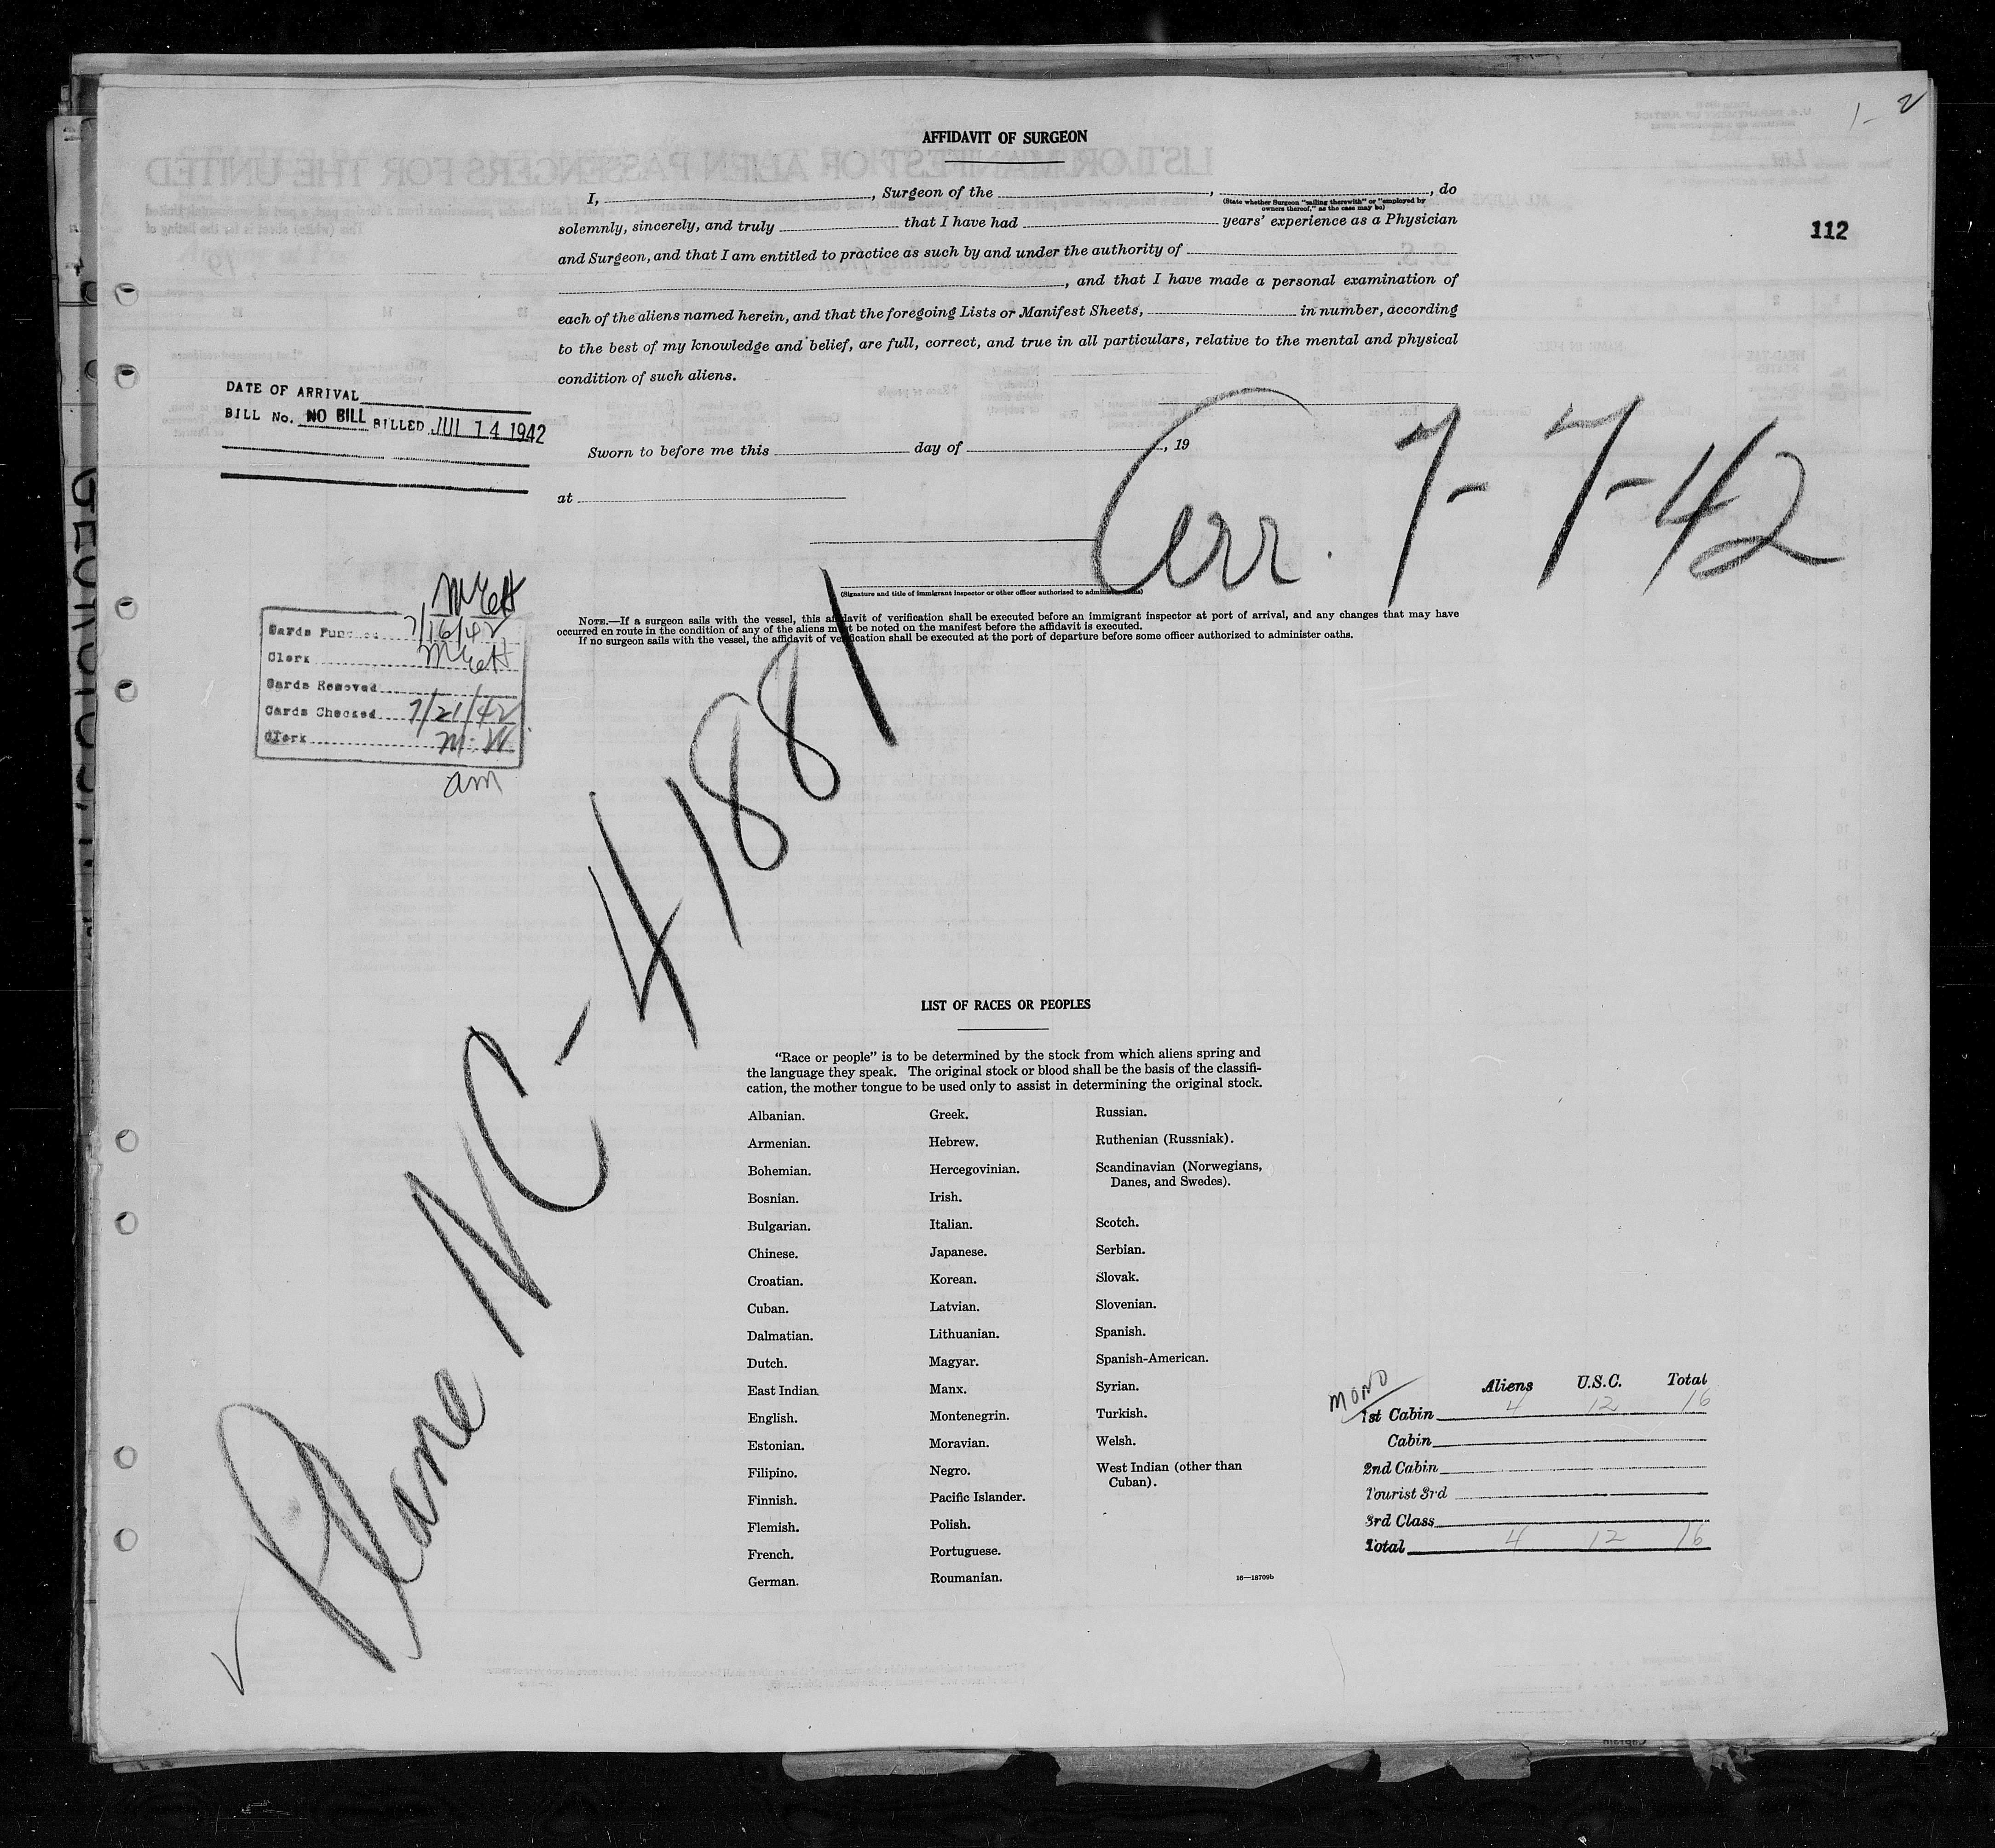 1- 2
AFFIDAVIT OF SURGEON
I, , Surgeon of the , , do
(State whether Surgeon "sailing therewith" or "employed by
owners thereof," as the case may be)
solemnly, sincerely, and truly that I have had years' experience as a Physician
112
and Surgeon, and that I am entitled to practice as such by and under the authority of
, and that I have made a personal examination of
each of the aliens named herein, and that the foregoing Lists or Manifest Sheets, in number, according
to the best of my knowledge and belief, are full, correct, and true in all particulars, relative to the mental and physical
condition of such aliens.
DATE OF ARRIVAL
BILL No. NO BILL BILLED JUL 14 1942
Sworn to before me this day of , 19
at
Arr. 7-7-42
(Signature and title of immigrant inspector or other officer authorized to administer oaths)
NOTE.—If a surgeon sails with the vessel, this affidavit of verification shall be executed before an immigrant inspector at port of arrival, and any changes that may have
occurred en route in the condition of any of the aliens must be noted on the manifest before the affidavit is executed.
If no surgeon sails with the vessel, the affidavit of verification shall be executed at the port of departure before some officer authorized to administer oaths.
Cards Punched 7/16/42
Clerk
Cards Removed
Cards Checked 7/21/42
Clerk M.W.
am
Plane NC-41881
LIST OF RACES OR PEOPLES
"Race or people" is to be determined by the stock from which aliens spring and
the language they speak. The original stock or blood shall be the basis of the classifi-
cation, the mother tongue to be used only to assist in determining the original stock.
Albanian.
Armenian.
Bohemian.
Bosnian.
Bulgarian.
Chinese.
Croatian.
Cuban.
Dalmatian.
Dutch.
East Indian.
English.
Estonian.
Filipino.
Finnish.
Flemish.
French.
German.
Greek.
Hebrew.
Hercegovinian.
Irish.
Italian.
Japanese.
Korean.
Latvian.
Lithuanian.
Magyar.
Manx.
Montenegrin.
Moravian.
Negro.
Pacific Islander.
Polish.
Portuguese.
Roumanian.
Russian.
Ruthenian (Russniak).
Scandinavian (Norwegians,
Danes, and Swedes).
Scotch.
Serbian.
Slovak.
Slovenian.
Spanish.
Spanish-American.
Syrian.
Turkish.
Welsh.
West Indian (other than
Cuban).
16—18709b
MONO
Aliens U.S.C. Total
1st Cabin 4 12 16
Cabin
2nd Cabin
Tourist 3rd
3rd Class
Total 4 12 16